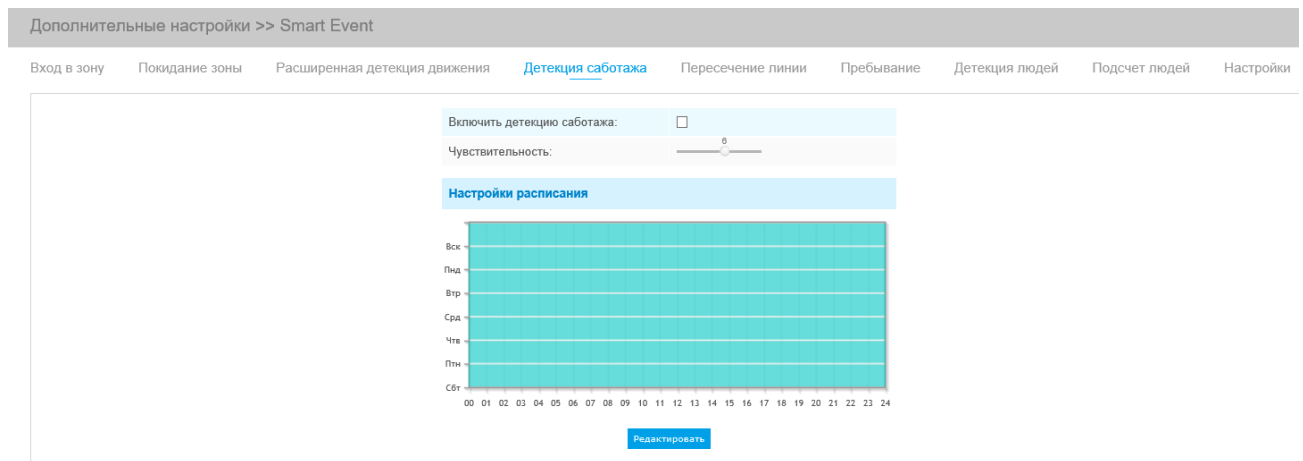 Дополнительные настройки >> Smart Event
Вход в зону Покидание зоны Расширенная детекция движения Детекция саботажа Пересечение линии Пребывание Детекция людей Подсчет людей Настройки
Включить детекцию саботажа:
6
Чувствительность:
Настройки расписания
Вск
Пнд
Втр
Срд
Чтв
Птн
Сбт
00 01 02 03 04 05 06 07 08 09 10 11 12 13 14 15 16 17 18 19 20 21 22 23 24
Редактировать